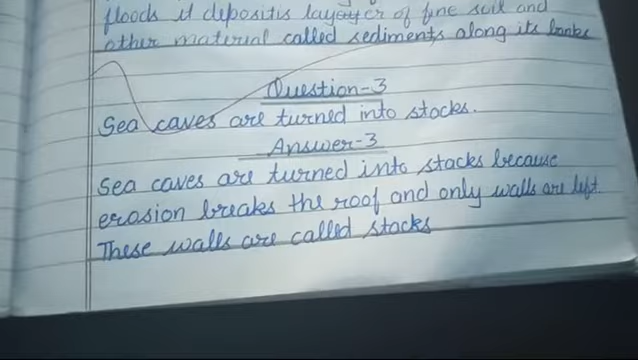 floods it deposits layayer of fine soil and
other material called sediments along its banks
Question-3
Sea caves are turned into stocks.
Answer-3
Sea caves are turned into stacks because
erosion breaks the roof and only walls are left.
These walls are called stacks